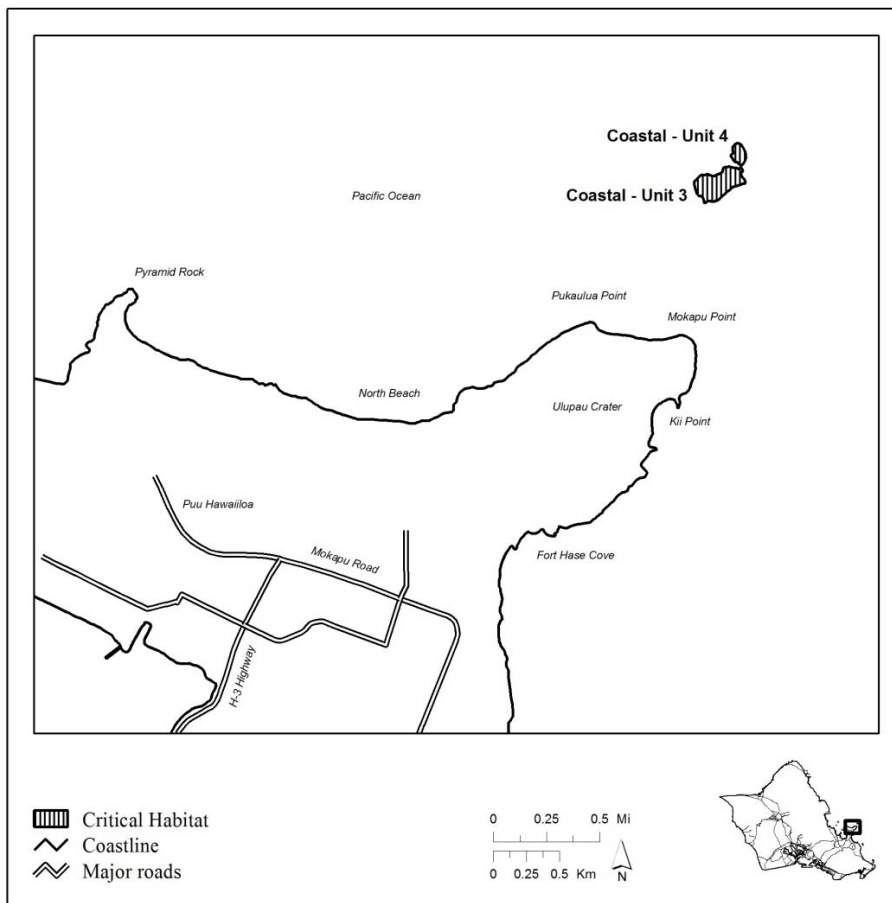 Coastal - Unit 4
Coastal - Unit 3
Pacific Ocean
Pyramid Rock
Pukaulua Point
Mokapu Point
North Beach
Ulupau Crater
Kii Point
Puu Hawaiiloa
Mokapu Road
Fort Hase Cove
H-3 Highway
Critical Habitat
Coastline
Major roads
0 0.25 0.5 Mi
0 0.25 0.5 Km
N